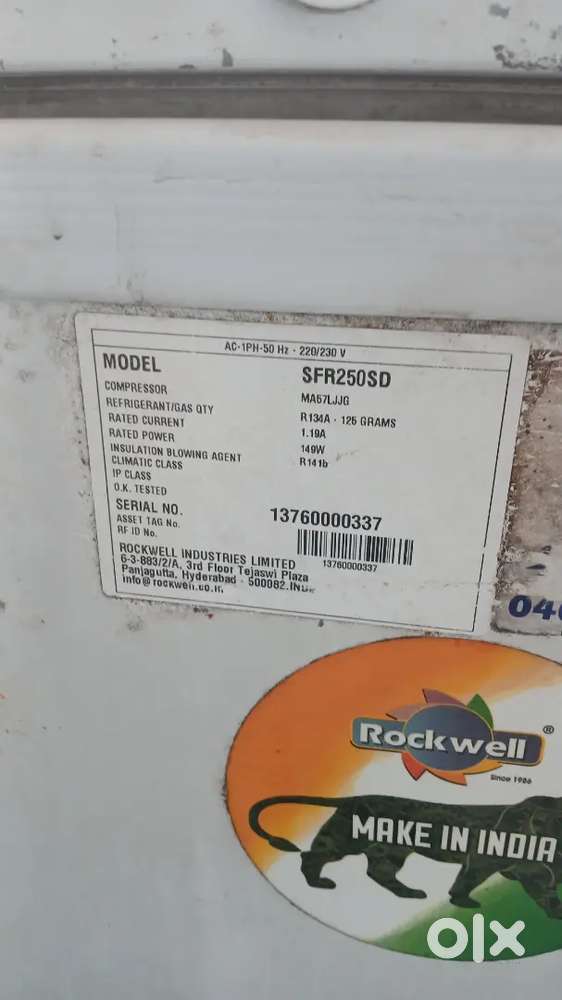 AC-1PH-50 Hz - 220/230 V
MODEL SFR250SD
COMPRESSOR MA57LJJG
REFRIGERANT/GAS QTY R134A - 125 GRAMS
RATED CURRENT 1.19A
RATED POWER 149W
INSULATION BLOWING AGENT R141b
CLIMATIC CLASS
IP CLASS
O.K. TESTED
SERIAL NO. 13760000337
ASSET TAG No.
RF ID No.
13760000337
ROCKWELL INDUSTRIES LIMITED
6-3-883/2/A, 3rd Floor Tejaswi Plaza
Panjagutta, Hyderabad - 500082.
info@rockwell.co.in
040
Rockwell ®
Since 1986
MAKE IN INDIA
olx